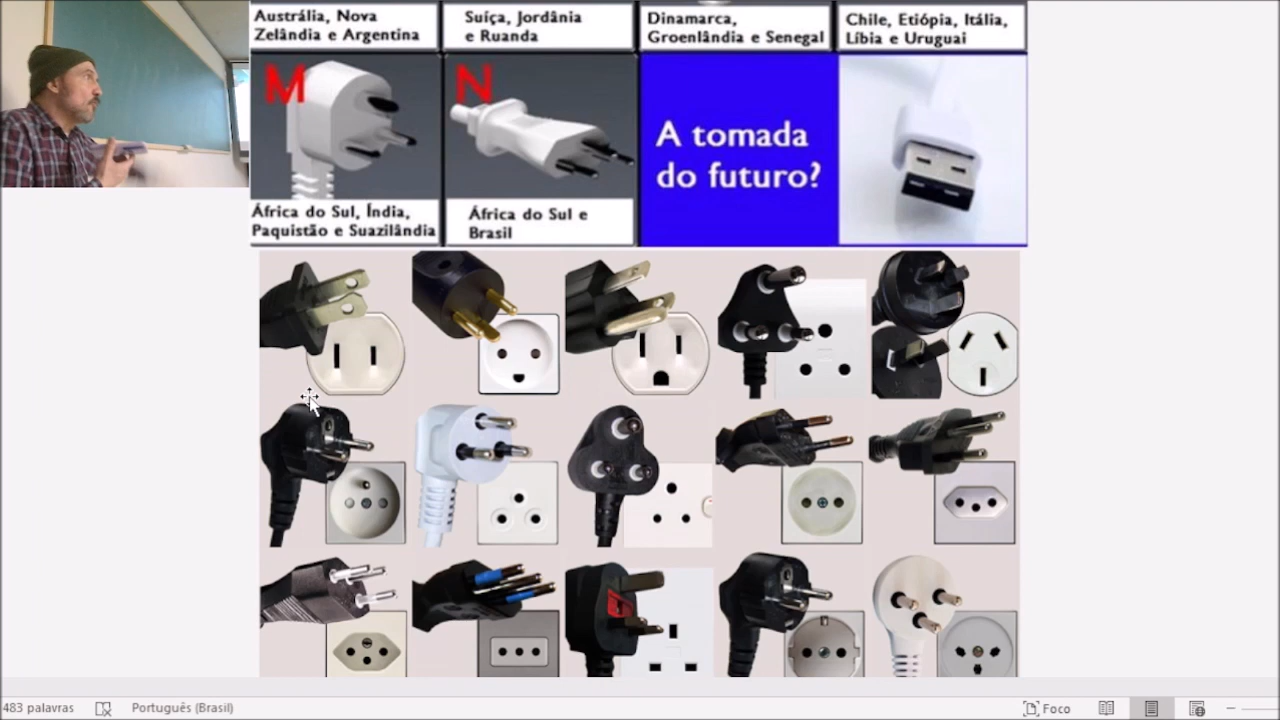 Austrália, Nova
Zelândia e Argentina
Suíça, Jordânia
e Ruanda
Dinamarca,
Groenlândia e Senegal
Chile, Etiópia, Itália,
Líbia e Uruguai
M
N
A tomada
do futuro?
África do Sul, Índia,
Paquistão e Suazilândia
África do Sul e
Brasil
483 palavras
Português (Brasil)
Foco